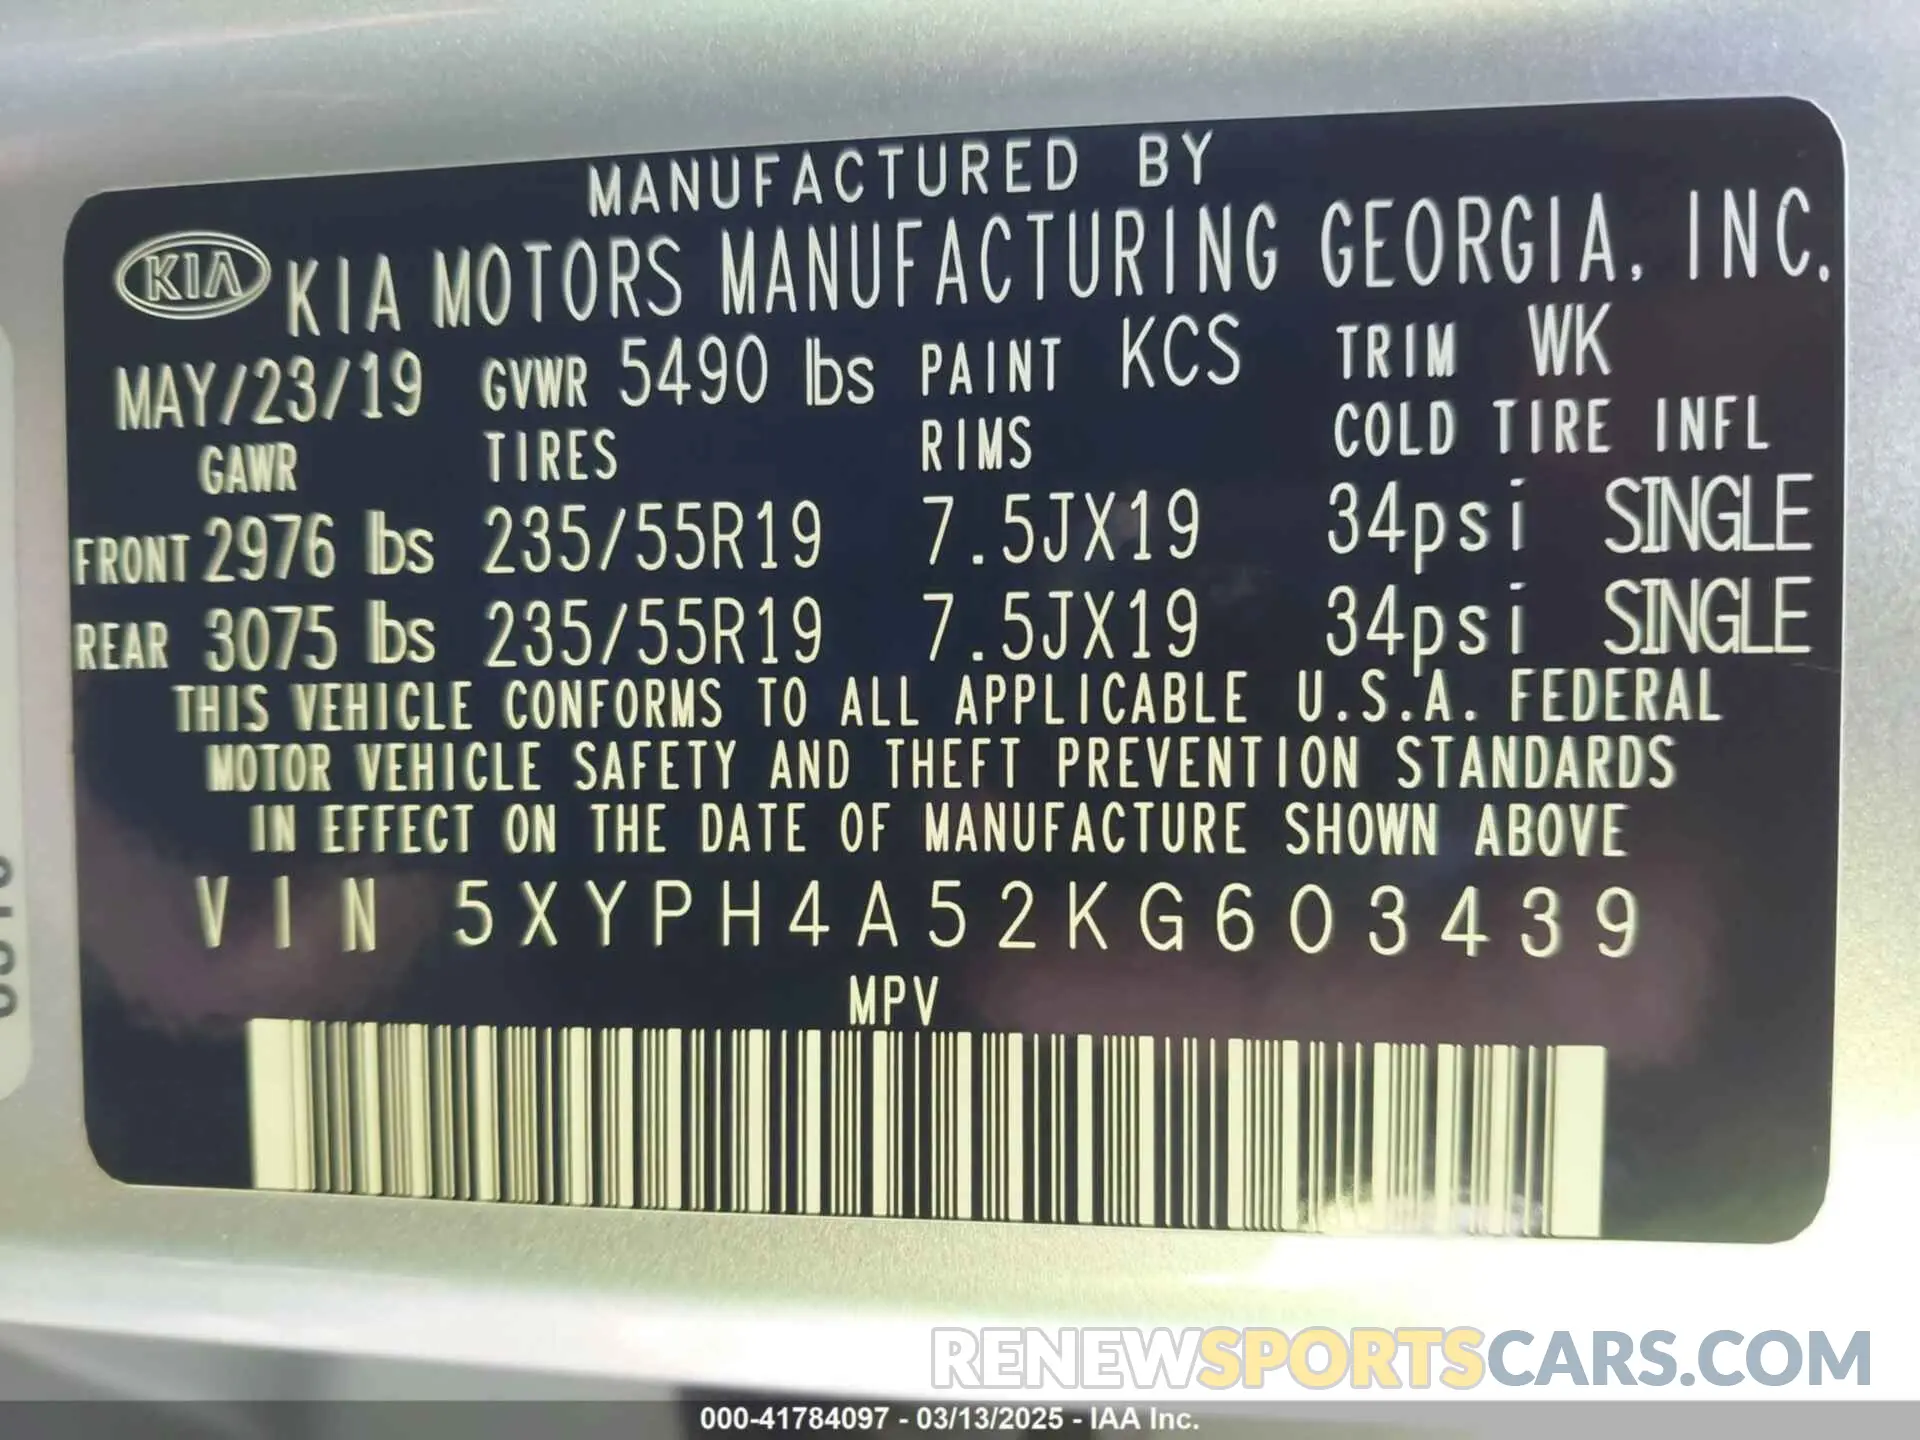 MANUFACTURED BY
KIA KIA MOTORS MANUFACTURING GEORGIA, INC.
MAY/23/19 GVWR 5490 lbs PAINT KCS TRIM WK
GAWR TIRES RIMS COLD TIRE INFL
FRONT 2976 lbs 235/55R19 7.5JX19 34psi SINGLE
REAR 3075 lbs 235/55R19 7.5JX19 34psi SINGLE
THIS VEHICLE CONFORMS TO ALL APPLICABLE U.S.A. FEDERAL
MOTOR VEHICLE SAFETY AND THEFT PREVENTION STANDARDS
IN EFFECT ON THE DATE OF MANUFACTURE SHOWN ABOVE
VIN 5XYPH4A52KG603439
MPV
RENEWSPORTSCARS.COM
000-41784097 - 03/13/2025 - IAA Inc.